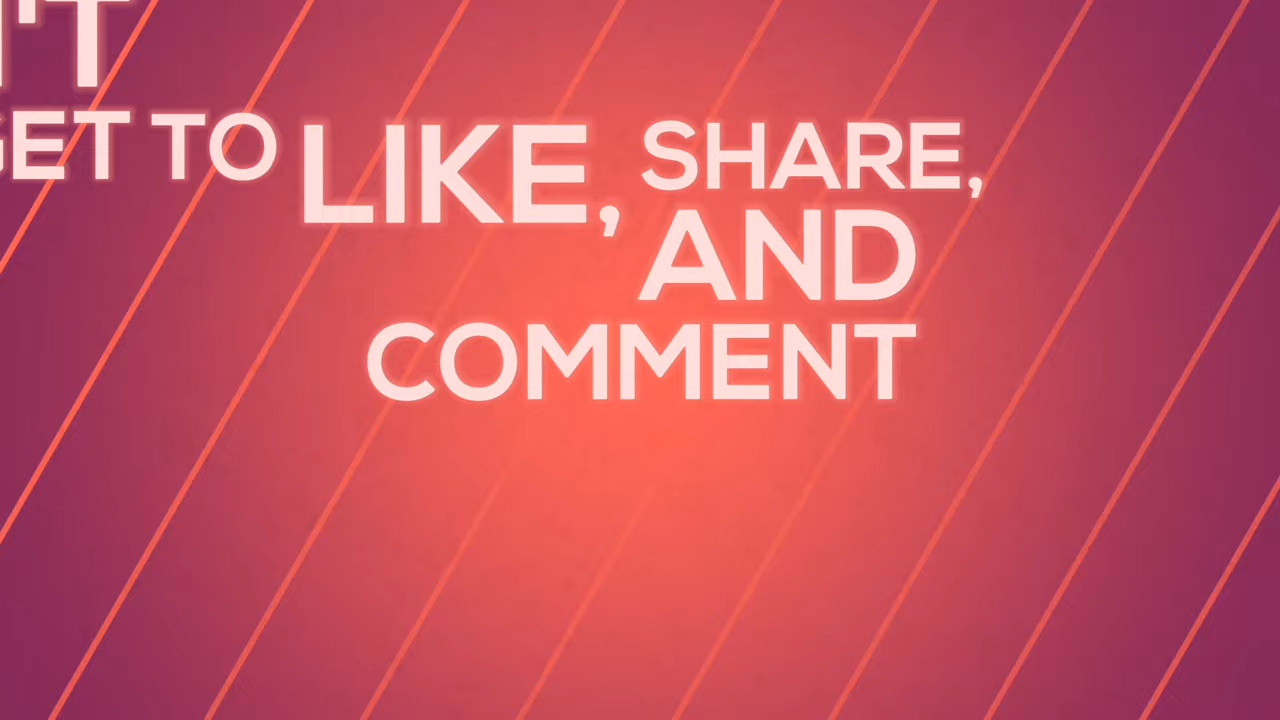 'T
GET TO LIKE, SHARE,
AND
COMMENT